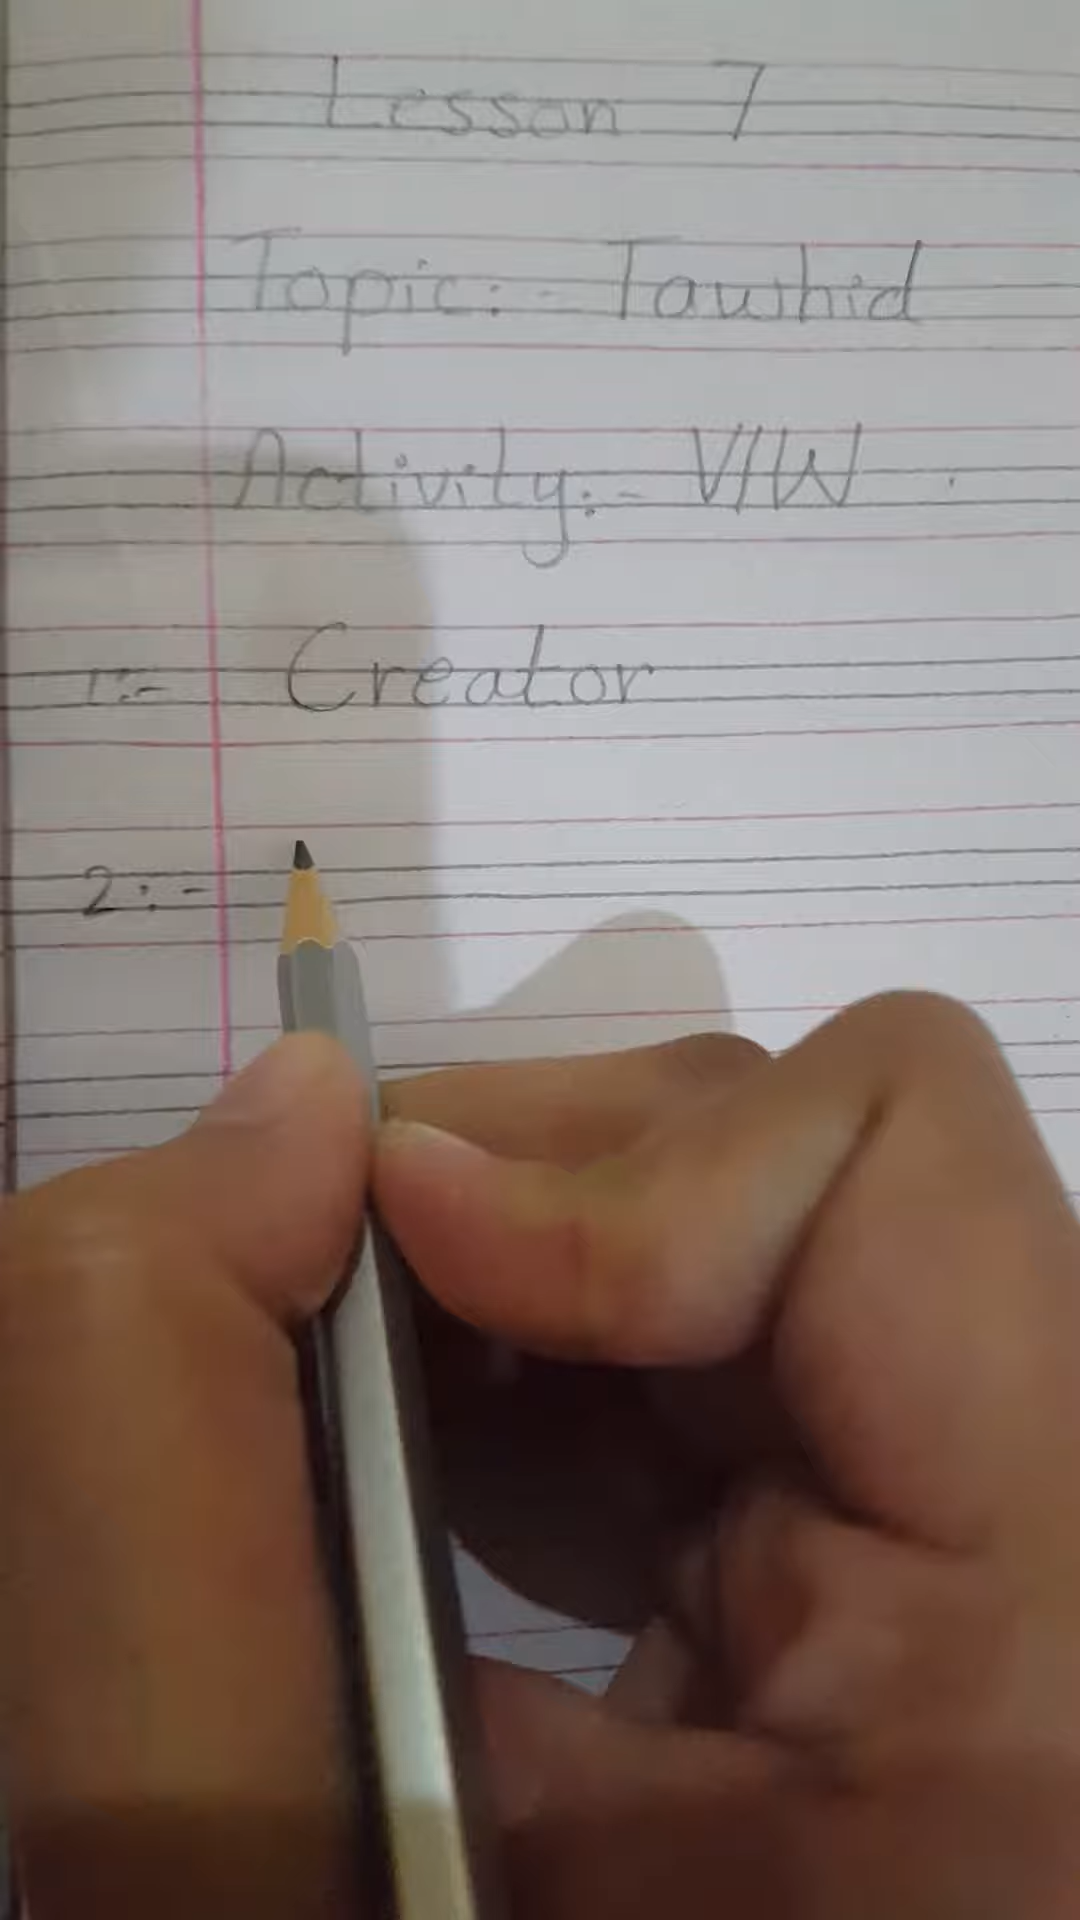 Lesson 7
Topic:- Tawhid
Activity:- V/W
1:- Creator
2:-